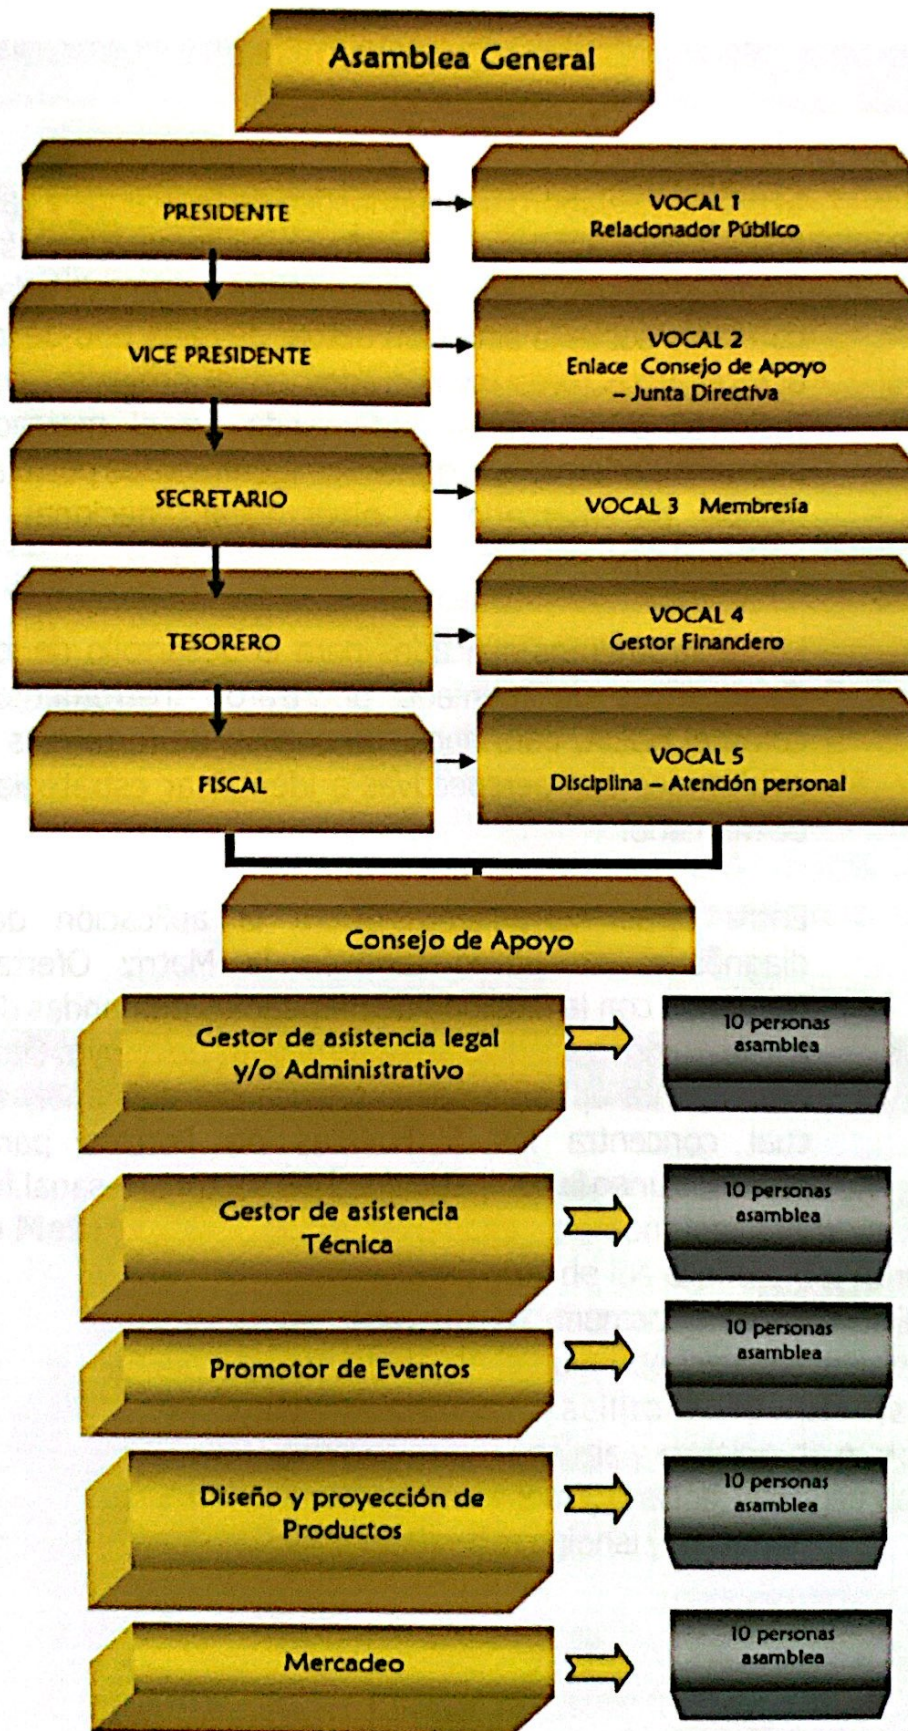 Asamblea General
PRESIDENTE
VOCAL 1
Relacionador Público
VICE PRESIDENTE
VOCAL 2
Enlace Consejo de Apoyo
– Junta Directiva
SECRETARIO
VOCAL 3 Membresía
TESORERO
VOCAL 4
Gestor Financiero
FISCAL
VOCAL 5
Disciplina – Atención personal
Consejo de Apoyo
Gestor de asistencia legal
y/o Administrativo
10 personas
asamblea
Gestor de asistencia
Técnica
10 personas
asamblea
Promotor de Eventos
10 personas
asamblea
Diseño y proyección de
Productos
10 personas
asamblea
Mercadeo
10 personas
asamblea